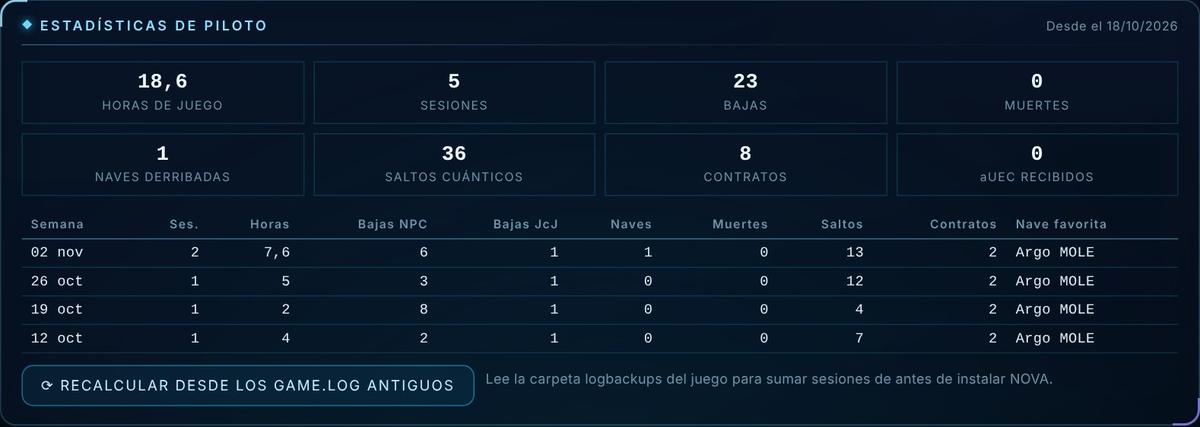 ESTADÍSTICAS DE PILOTO Desde el 18/10/2026
18,6 5 23 0
HORAS DE JUEGO SESIONES BAJAS MUERTES
1 36 8 0
NAVES DERRIBADAS SALTOS CUÁNTICOS CONTRATOS aUEC RECIBIDOS
Semana Ses. Horas Bajas NPC Bajas JcJ Naves Muertes Saltos Contratos Nave favorita
02 nov 2 7,6 6 1 1 0 13 2 Argo MOLE
26 oct 1 5 3 1 0 0 12 2 Argo MOLE
19 oct 1 2 8 1 0 0 4 2 Argo MOLE
12 oct 1 4 2 1 0 0 7 2 Argo MOLE
⟳ RECALCULAR DESDE LOS GAME.LOG ANTIGUOS Lee la carpeta logbackups del juego para sumar sesiones de antes de instalar NOVA.